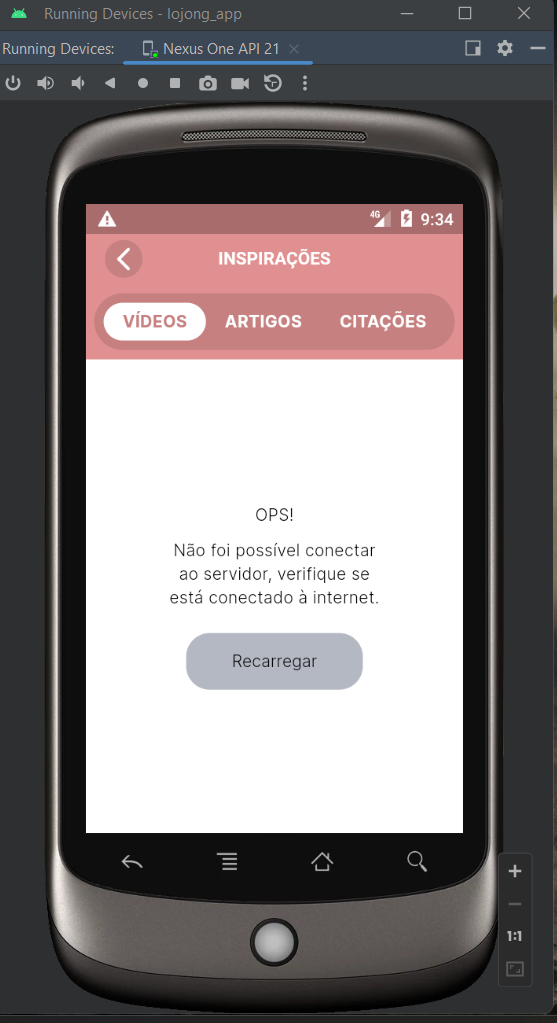 Running Devices - lojong_app
Running Devices:
Nexus One API 21
4G
9:34
INSPIRAÇÕES
VÍDEOS
ARTIGOS
CITAÇÕES
OPS!
Não foi possível conectar
ao servidor, verifique se
está conectado à internet.
Recarregar
1:1